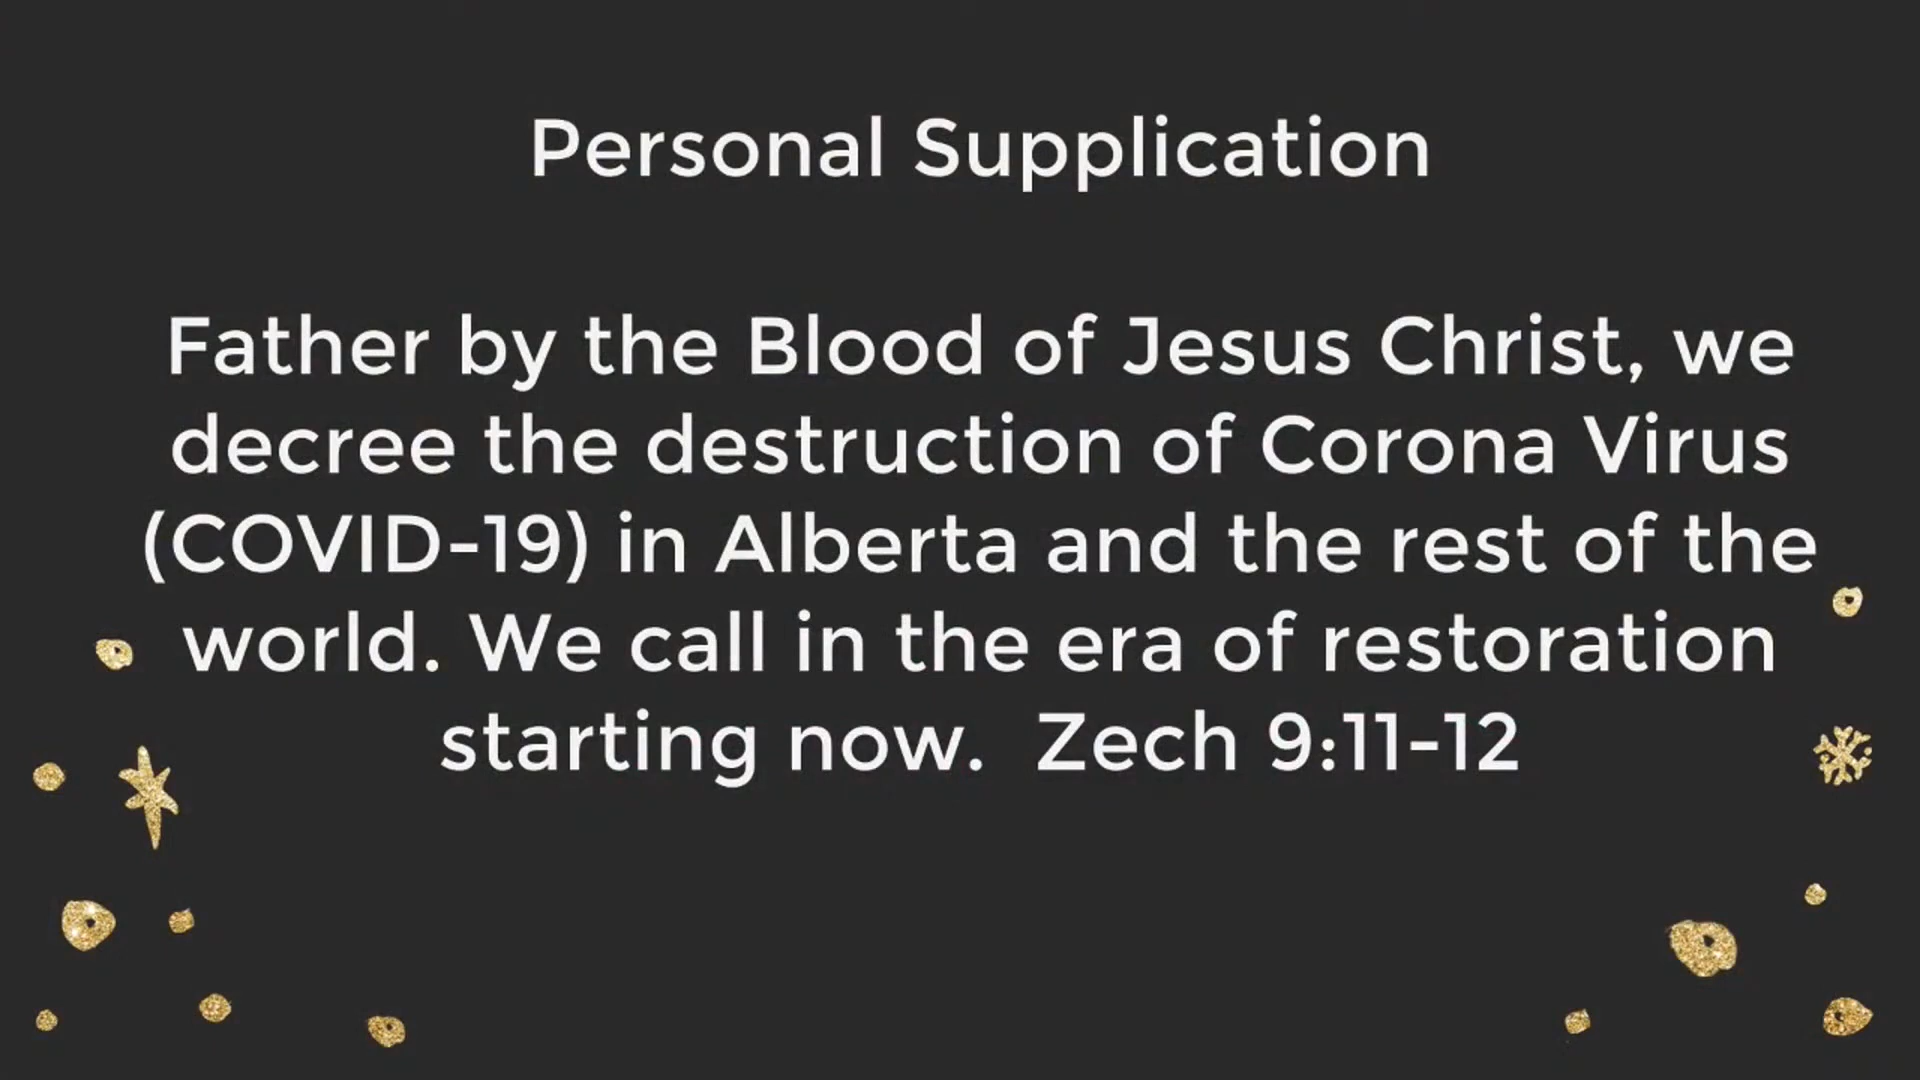 Personal Supplication
Father by the Blood of Jesus Christ, we
decree the destruction of Corona Virus
(COVID-19) in Alberta and the rest of the
world. We call in the era of restoration
starting now.  Zech 9:11-12